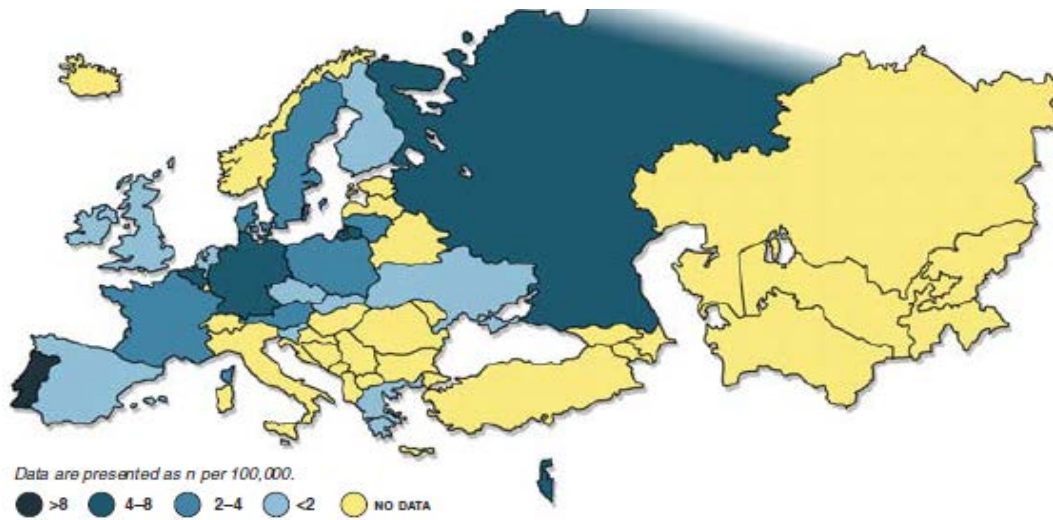 Data are presented as n per 100,000.
>8 4–8 2–4 <2 NO DATA